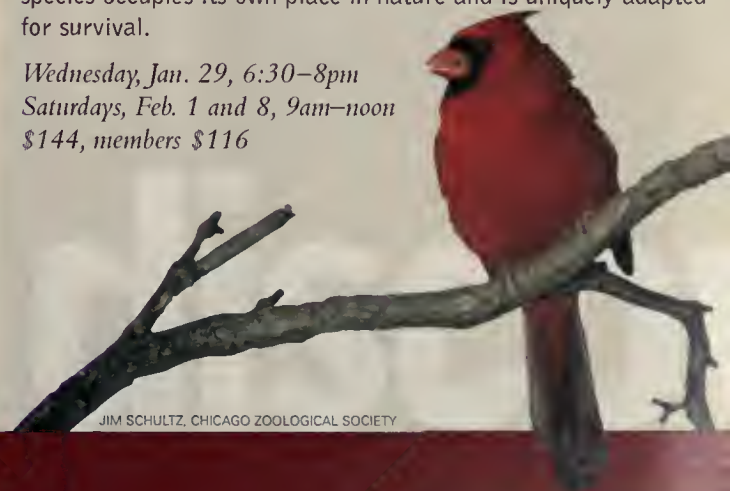 species occupies its own place in nature and is uniquely adapted
for survival.
Wednesday, Jan. 29, 6:30–8pm
Saturdays, Feb. 1 and 8, 9am–noon
$144, members $116
JIM SCHULTZ, CHICAGO ZOOLOGICAL SOCIETY